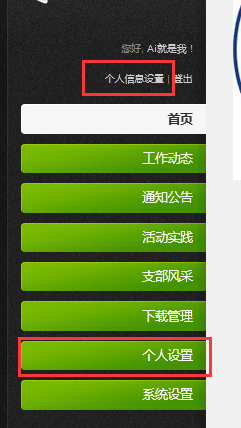 你好, Ai就是我！
个人信息设置 | 登出
首页
工作动态
通知公告
活动实践
支部风采
下载管理
个人设置
系统设置